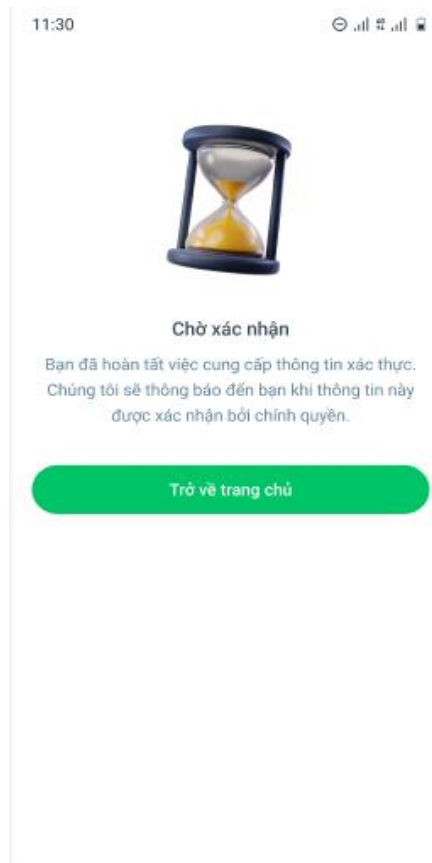 11:30
Chờ xác nhận
Bạn đã hoàn tất việc cung cấp thông tin xác thực.
Chúng tôi sẽ thông báo đến bạn khi thông tin này
được xác nhận bởi chính quyền.
Trở về trang chủ